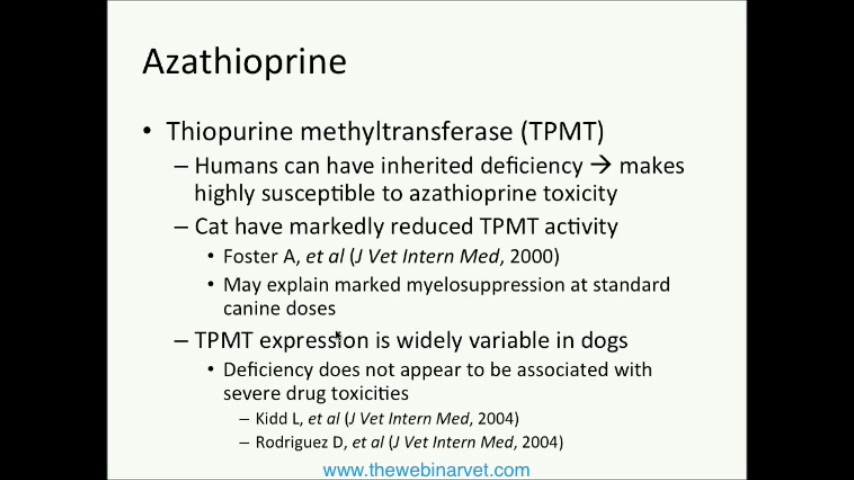 Azathioprine
• Thiopurine methyltransferase (TPMT)
– Humans can have inherited deficiency → makes
highly susceptible to azathioprine toxicity
– Cat have markedly reduced TPMT activity
• Foster A, et al (J Vet Intern Med, 2000)
• May explain marked myelosuppression at standard
canine doses
– TPMT expression is widely variable in dogs
• Deficiency does not appear to be associated with
severe drug toxicities
– Kidd L, et al (J Vet Intern Med, 2004)
– Rodriguez D, et al (J Vet Intern Med, 2004)
www.thewebinarvet.com